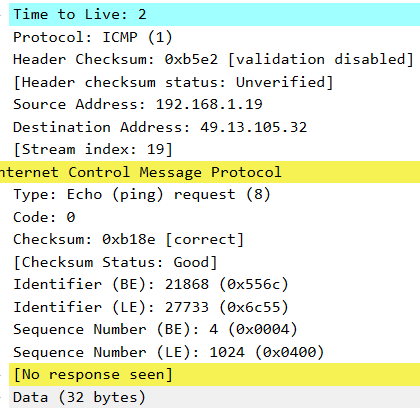 Time to Live: 2
Protocol: ICMP (1)
Header Checksum: 0xb5e2 [validation disabled]
[Header checksum status: Unverified]
Source Address: 192.168.1.19
Destination Address: 49.13.105.32
[Stream index: 19]
nternet Control Message Protocol
Type: Echo (ping) request (8)
Code: 0
Checksum: 0xb18e [correct]
[Checksum Status: Good]
Identifier (BE): 21868 (0x556c)
Identifier (LE): 27733 (0x6c55)
Sequence Number (BE): 4 (0x0004)
Sequence Number (LE): 1024 (0x0400)
[No response seen]
Data (32 bytes)